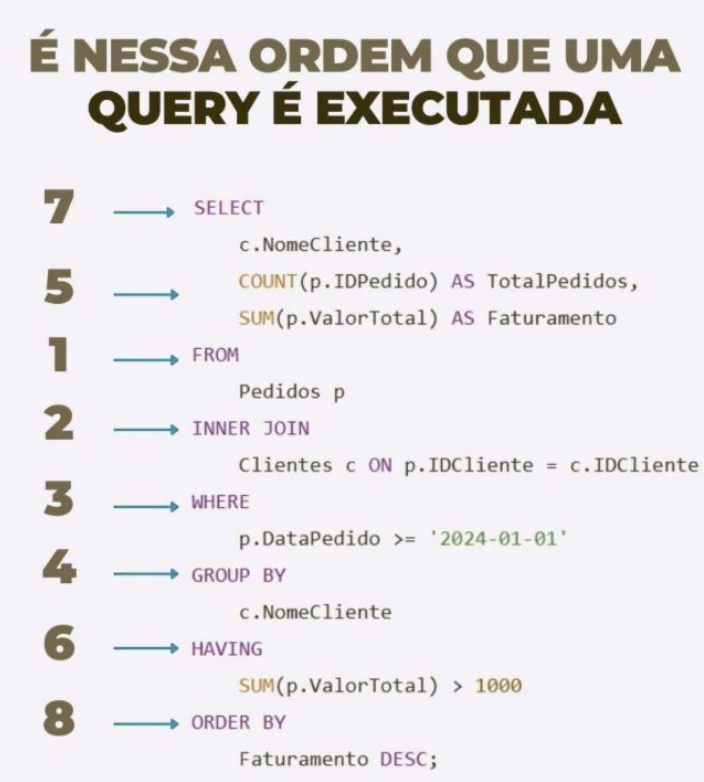 É NESSA ORDEM QUE UMA
QUERY É EXECUTADA
7 SELECT
c.NomeCliente,
5 COUNT(p.IDPedido) AS TotalPedidos,
SUM(p.ValorTotal) AS Faturamento
1 FROM
Pedidos p
2 INNER JOIN
Clientes c ON p.IDCliente = c.IDCliente
3 WHERE
p.DataPedido >= '2024-01-01'
4 GROUP BY
c.NomeCliente
6 HAVING
SUM(p.ValorTotal) > 1000
8 ORDER BY
Faturamento DESC;